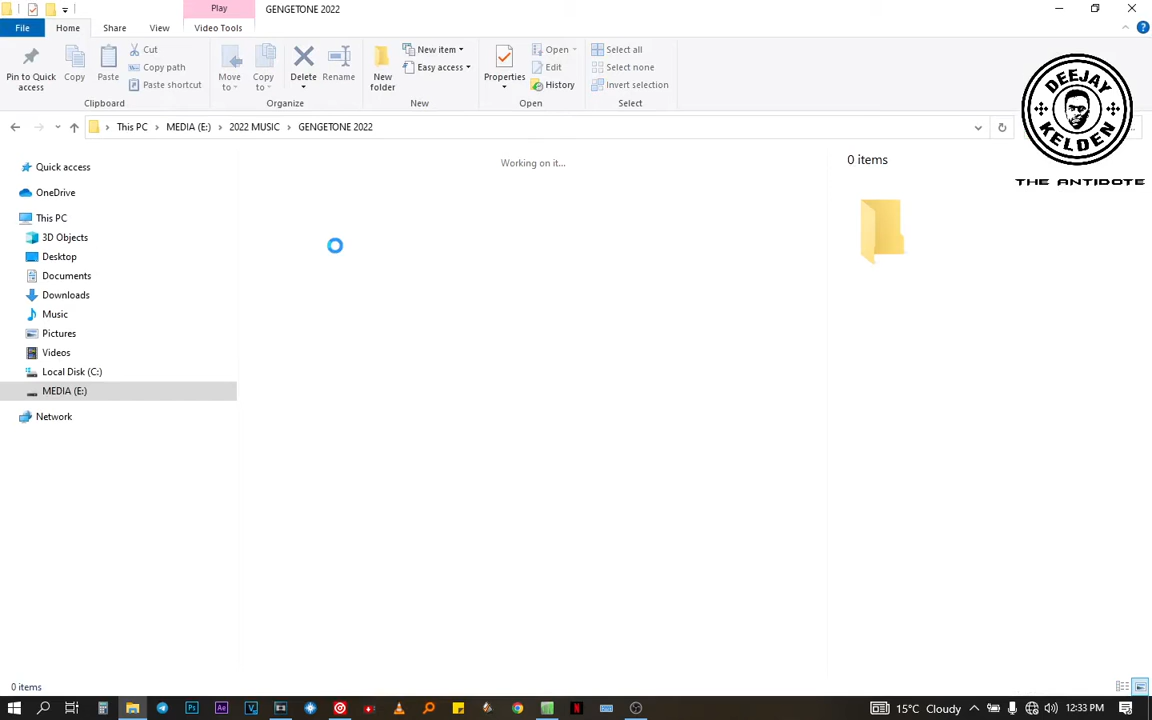 Play
GENGETONE 2022
File
Home
Share
View
Video Tools
Pin to Quick access
Copy
Paste
Cut
Copy path
Paste shortcut
Clipboard
Move to
Copy to
Delete
Rename
Organize
New folder
New item
Easy access
New
Properties
Open
Edit
History
Open
Select all
Select none
Invert selection
Select
DEEJAY
KELDEN
THE ANTIDOTE
This PC
MEDIA (E:)
2022 MUSIC
GENGETONE 2022
Quick access
OneDrive
This PC
3D Objects
Desktop
Documents
Downloads
Music
Pictures
Videos
Local Disk (C:)
MEDIA (E:)
Network
Working on it...
0 items
0 items
Ps
Ae
N
15°C Cloudy
12:33 PM